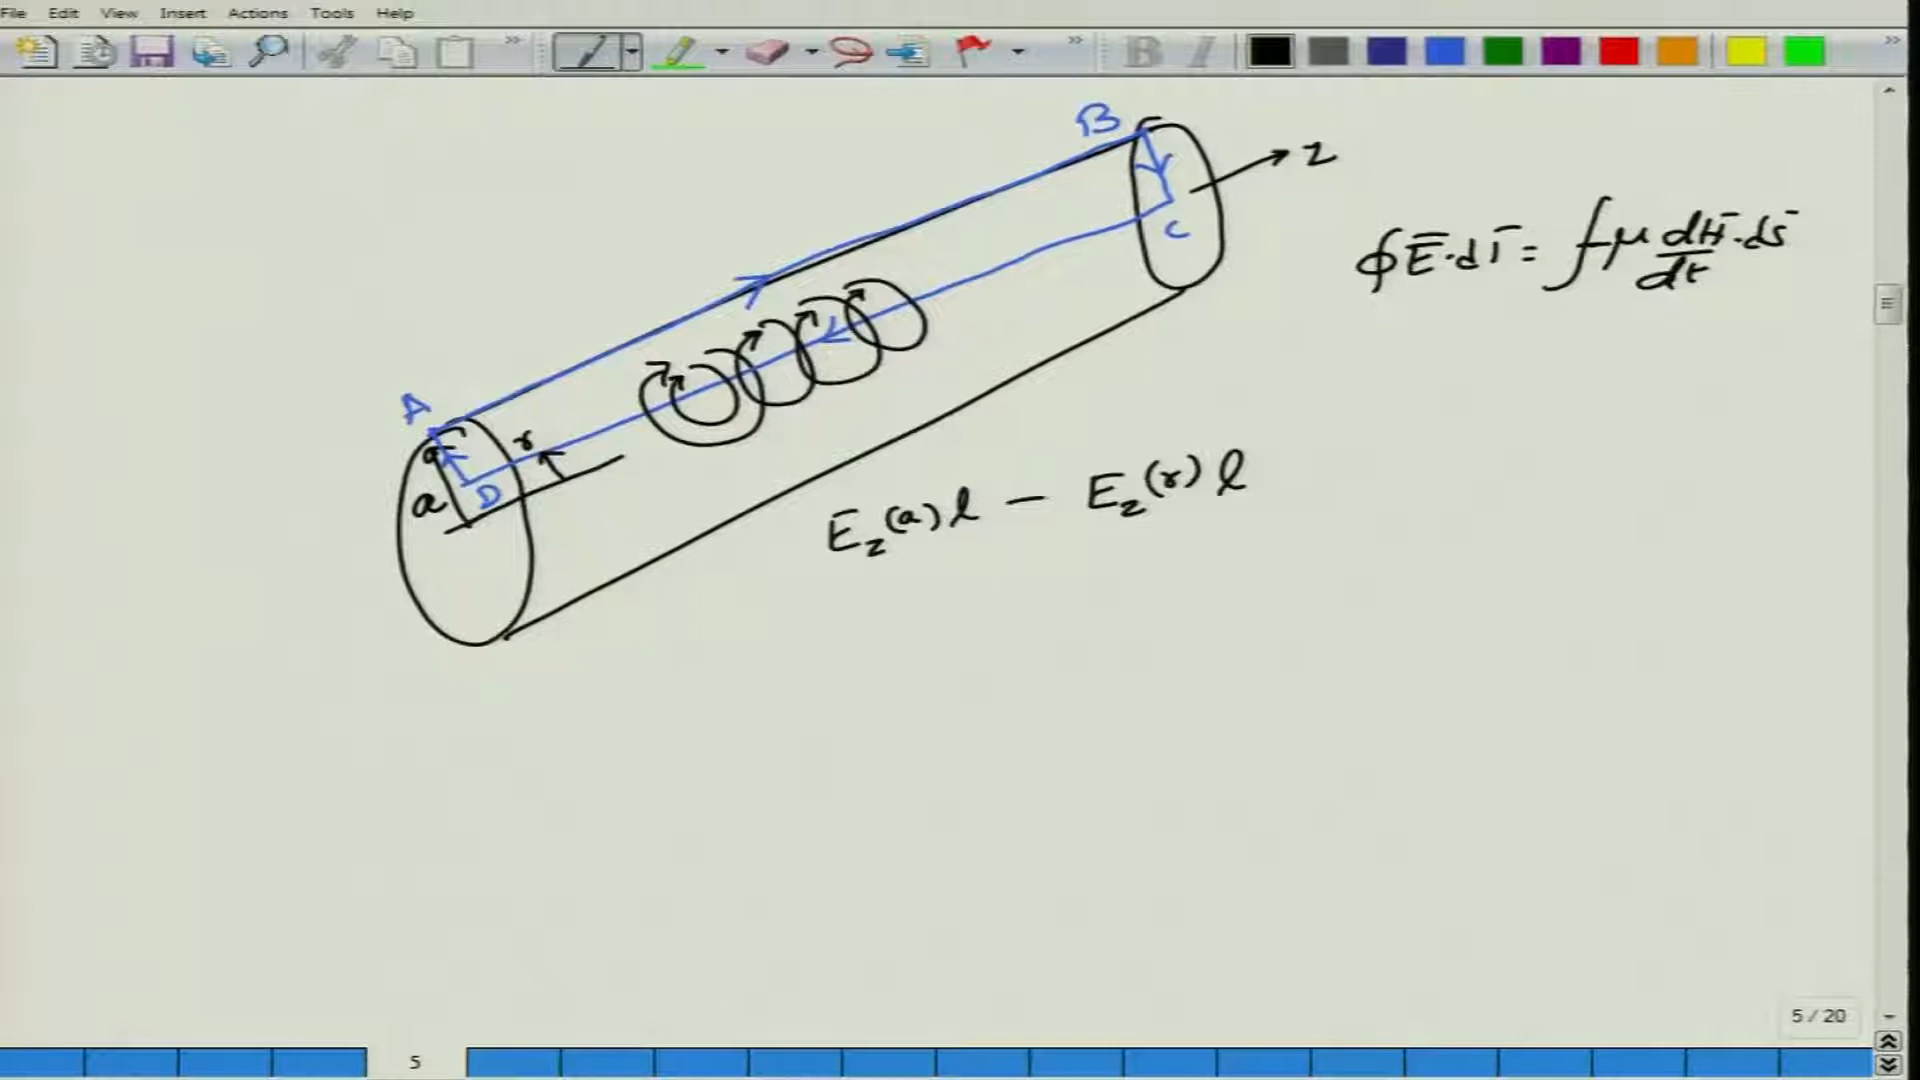 File Edit View Insert Actions Tools Help
B I
B
z
C
∮E̅·dl̅ = ∫-μ dH̅/dt·ds̅
A
r
a
D
E_z(a)l - E_z(r)l
5 / 20
5